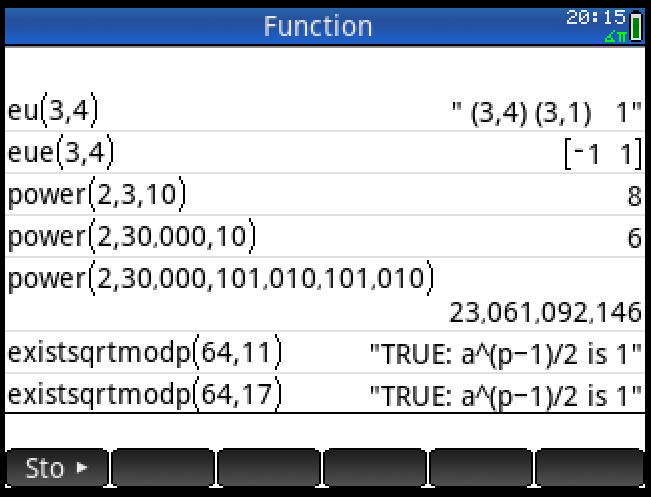 Function
20:15
∡π
eu(3,4)
" (3,4) (3,1)   1"
eue(3,4)
[-1  1]
power(2,3,10)
8
power(2,30,000,10)
6
power(2,30,000,101,010,101,010)
23,061,092,146
existsqrtmodp(64,11)
"TRUE: a^(p−1)/2 is 1"
existsqrtmodp(64,17)
"TRUE: a^(p−1)/2 is 1"
Sto ▸